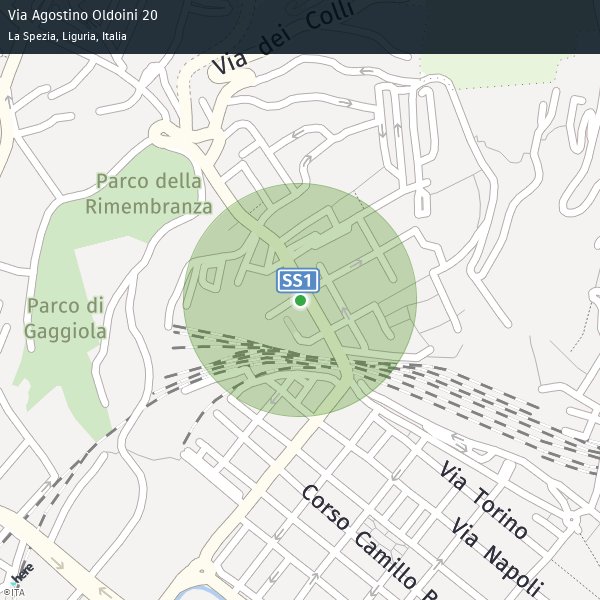 Via Agostino Oldoini 20
La Spezia, Liguria, Italia
Via dei Colli
Parco della
Rimembranza
SS1
Parco di
Gaggiola
Via Torino
Corso Camillo
Via Napoli
here
©ITA